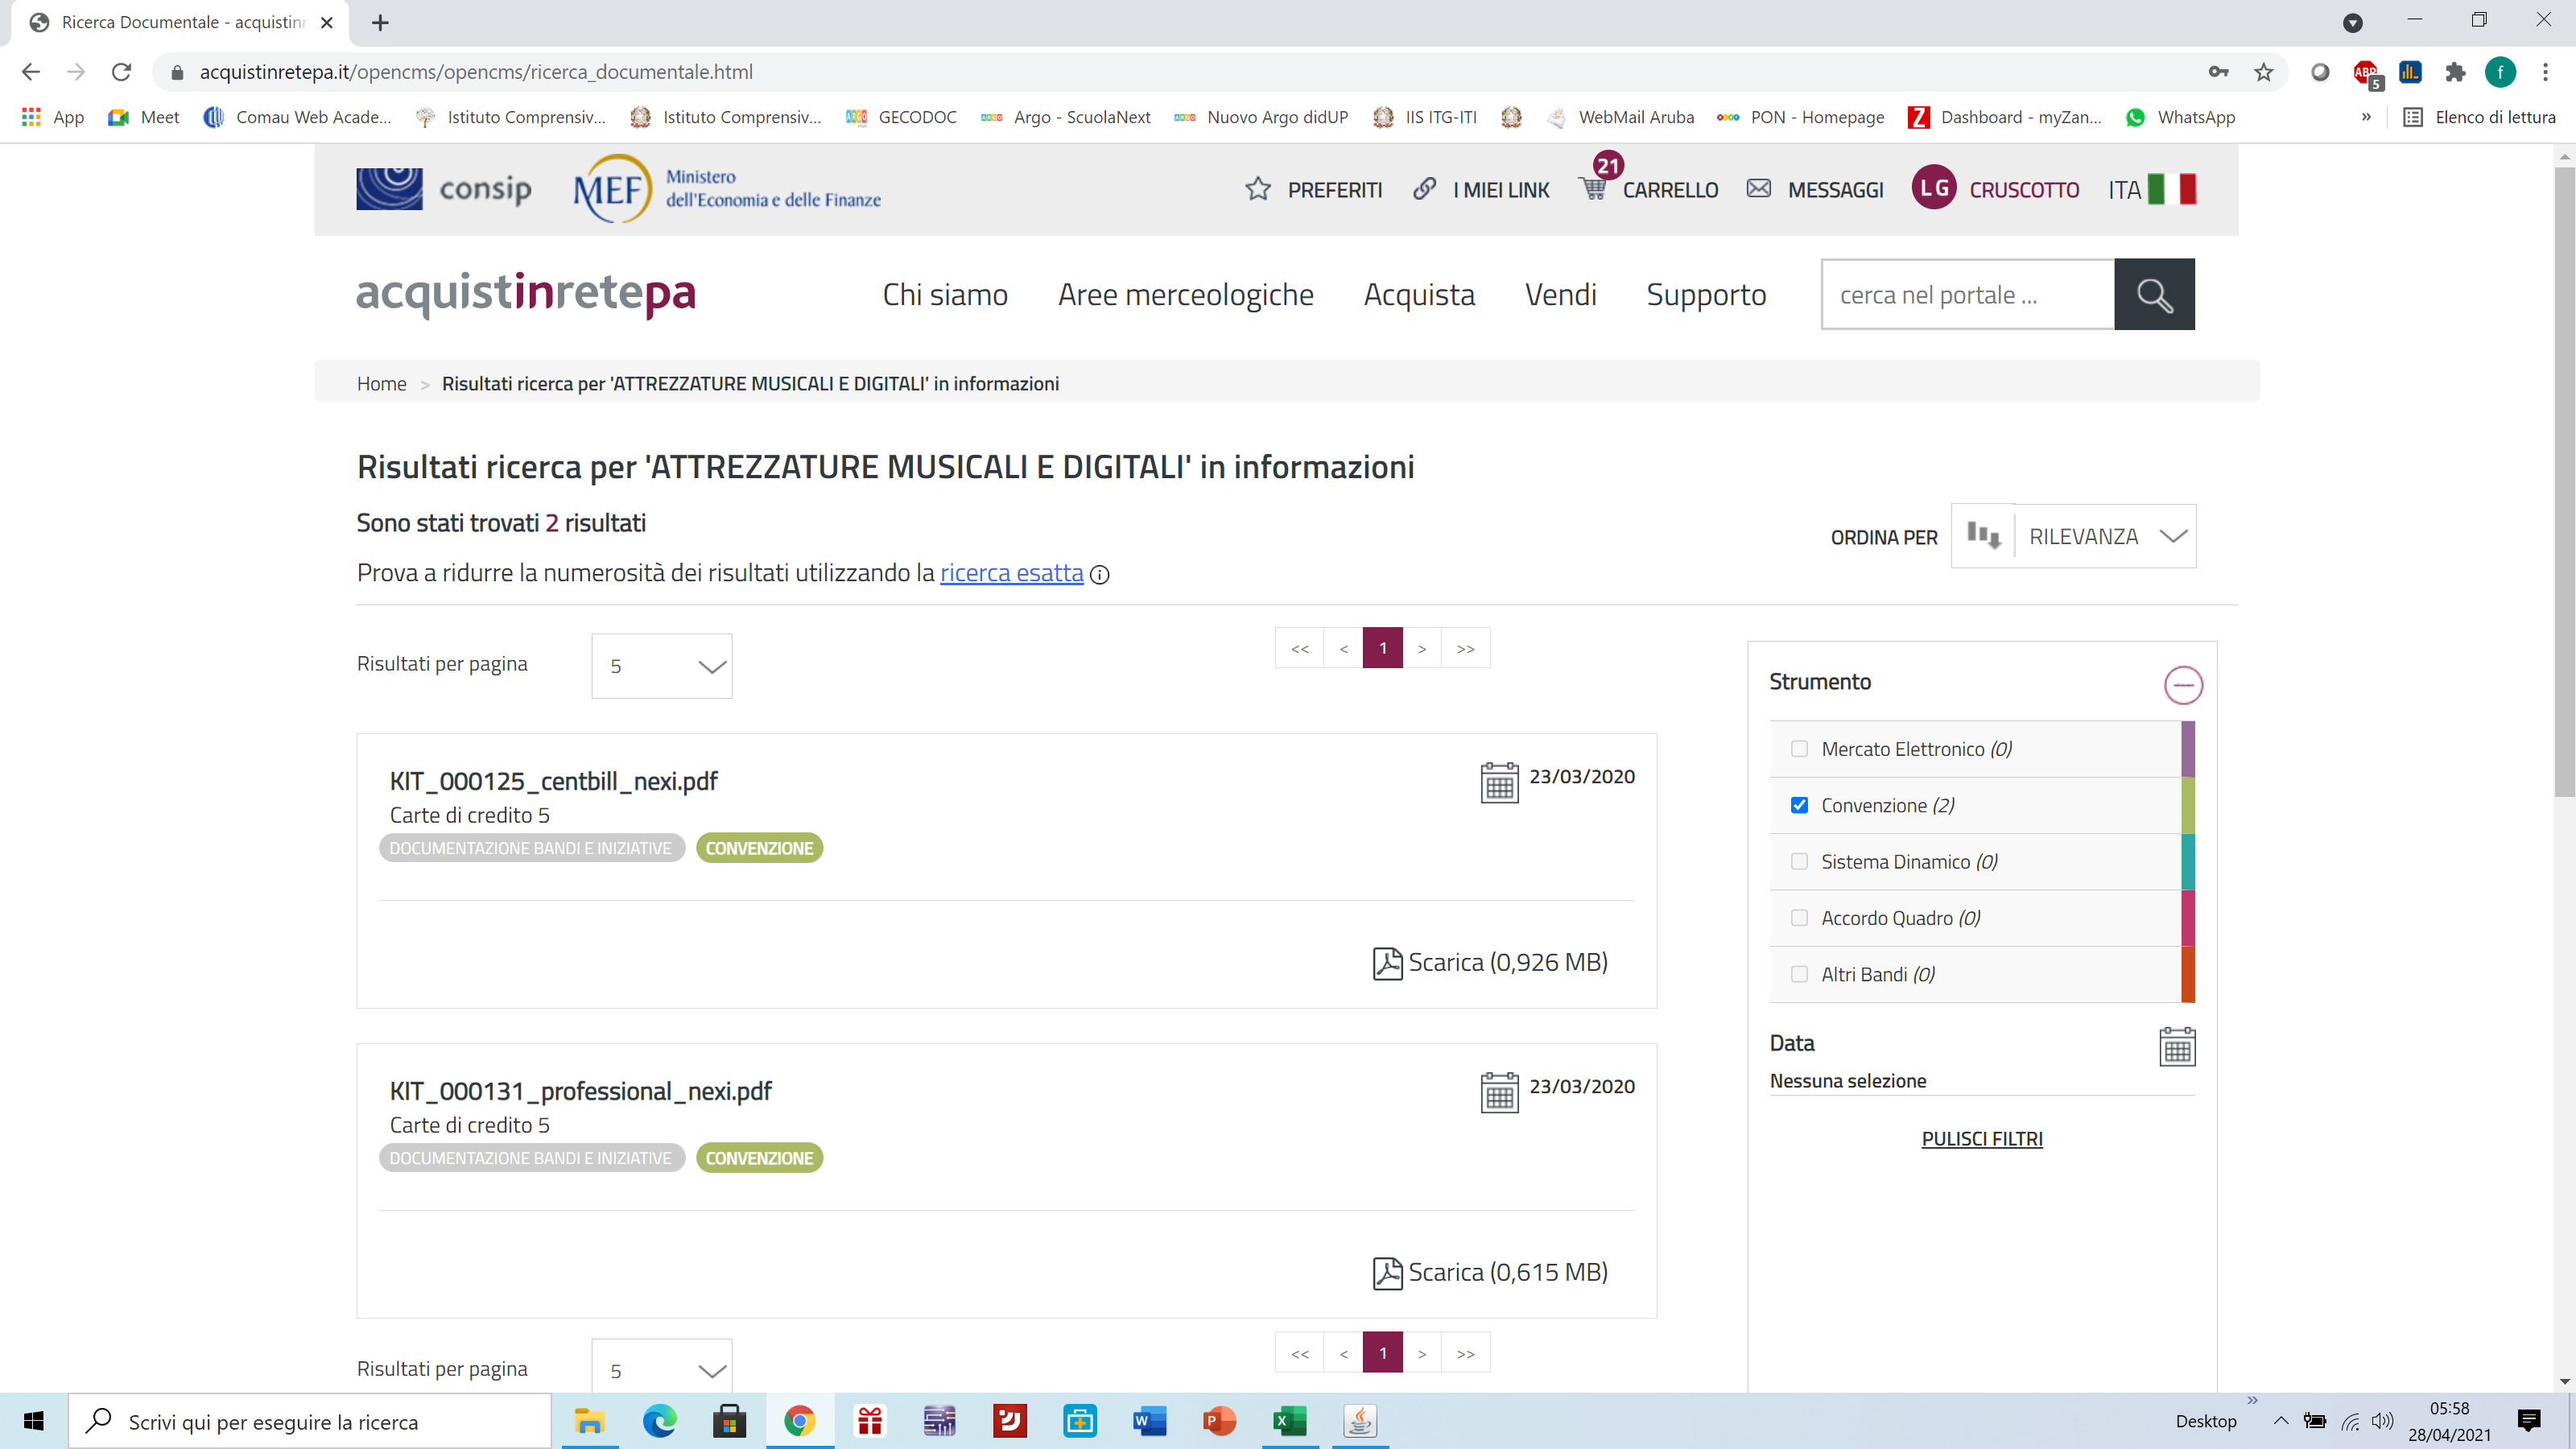 Ricerca Documentale - acquistinr
acquistinretepa.it/opencms/opencms/ricerca_documentale.html
ABP 5
f
App Meet Comau Web Acade... Istituto Comprensiv... Istituto Comprensiv... GECODOC Argo - ScuolaNext Nuovo Argo didUP IIS ITG-ITI WebMail Aruba PON - Homepage Dashboard - myZan... WhatsApp » Elenco di lettura
consip MEF Ministero dell'Economia e delle Finanze
PREFERITI I MIEI LINK 21 CARRELLO MESSAGGI LG CRUSCOTTO ITA
acquistinretepa Chi siamo Aree merceologiche Acquista Vendi Supporto cerca nel portale ...
Home > Risultati ricerca per 'ATTREZZATURE MUSICALI E DIGITALI' in informazioni
Risultati ricerca per 'ATTREZZATURE MUSICALI E DIGITALI' in informazioni
Sono stati trovati 2 risultati
ORDINA PER RILEVANZA
Prova a ridurre la numerosità dei risultati utilizzando la ricerca esatta
Risultati per pagina 5
<< < 1 > >>
KIT_000125_centbill_nexi.pdf 23/03/2020
Carte di credito 5
DOCUMENTAZIONE BANDI E INIZIATIVE CONVENZIONE
Scarica (0,926 MB)
KIT_000131_professional_nexi.pdf 23/03/2020
Carte di credito 5
DOCUMENTAZIONE BANDI E INIZIATIVE CONVENZIONE
Scarica (0,615 MB)
Risultati per pagina 5
<< < 1 > >>
Strumento
Mercato Elettronico (0)
Convenzione (2)
Sistema Dinamico (0)
Accordo Quadro (0)
Altri Bandi (0)
Data
Nessuna selezione
PULISCI FILTRI
Scrivi qui per eseguire la ricerca
Desktop »
05:58
28/04/2021